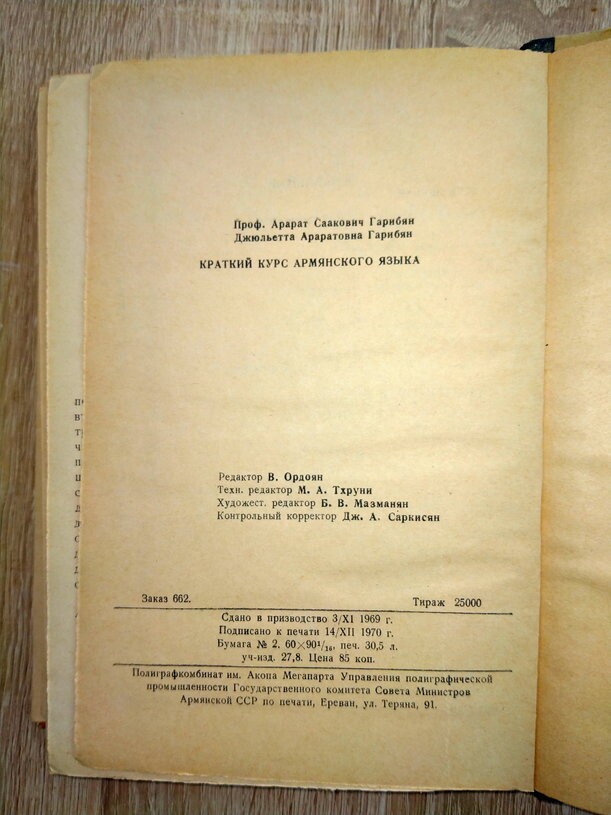 Проф. Арарат Саакович Гарибян
Джюльетта Араратовна Гарибян
КРАТКИЙ КУРС АРМЯНСКОГО ЯЗЫКА
Редактор В. Ордоян
Техн. редактор М. А. Тхруни
Художест. редактор Б. В. Мазманян
Контрольный корректор Дж. А. Саркисян
Заказ 662. Тираж 25000
Сдано в призводство 3/XI 1969 г.
Подписано к печати 14/XII 1970 г.
Бумага № 2, 60×90¹/₁₆, печ. 30,5 л.
уч-изд. 27,8. Цена 85 коп.
Полиграфкомбинат им. Акопа Мегапарта Управления полиграфической
промышленности Государственного комитета Совета Министров
Армянской ССР по печати, Ереван, ул. Теряна, 91.